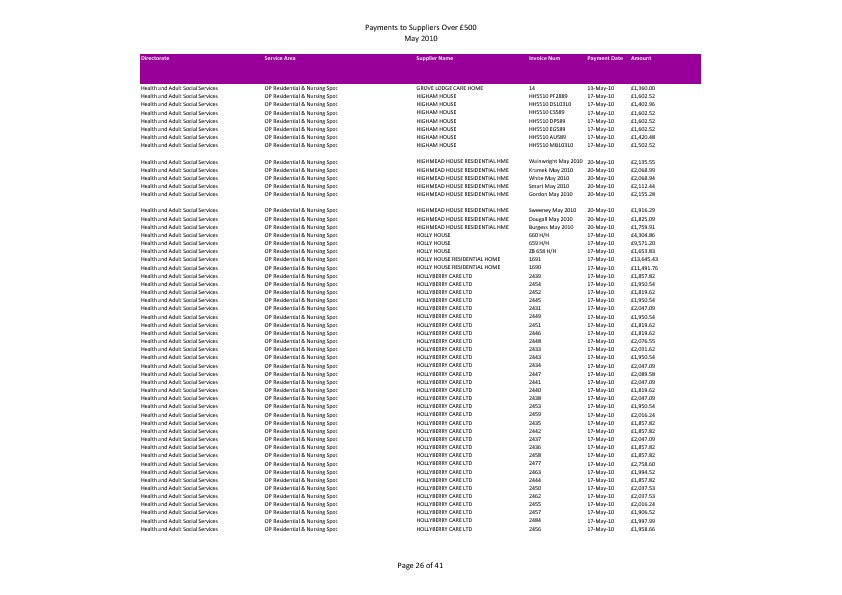 Payments to Suppliers Over £500
May 2010
Directorate Service Area Supplier Name Invoice Num Payment Date Amount
Health and Adult Social Services OP Residential & Nursing Spot GROVE LODGE CARE HOME 14 13-May-10 £1,360.00
Health and Adult Social Services OP Residential & Nursing Spot HIGHAM HOUSE HH5510 PF2889 17-May-10 £1,602.52
Health and Adult Social Services OP Residential & Nursing Spot HIGHAM HOUSE HH5510 DS10310 17-May-10 £1,402.96
Health and Adult Social Services OP Residential & Nursing Spot HIGHAM HOUSE HH5510 CS589 17-May-10 £1,602.52
Health and Adult Social Services OP Residential & Nursing Spot HIGHAM HOUSE HH5510 DP589 17-May-10 £1,602.52
Health and Adult Social Services OP Residential & Nursing Spot HIGHAM HOUSE HH5510 EG589 17-May-10 £1,602.52
Health and Adult Social Services OP Residential & Nursing Spot HIGHAM HOUSE HH5510 AU589 17-May-10 £1,420.48
Health and Adult Social Services OP Residential & Nursing Spot HIGHAM HOUSE HH5510 MB10310 17-May-10 £1,502.52
Health and Adult Social Services OP Residential & Nursing Spot HIGHMEAD HOUSE RESIDENTIAL HME Wainwright May 2010 20-May-10 £2,135.55
Health and Adult Social Services OP Residential & Nursing Spot HIGHMEAD HOUSE RESIDENTIAL HME Kramek May 2010 20-May-10 £2,068.99
Health and Adult Social Services OP Residential & Nursing Spot HIGHMEAD HOUSE RESIDENTIAL HME White May 2010 20-May-10 £2,068.94
Health and Adult Social Services OP Residential & Nursing Spot HIGHMEAD HOUSE RESIDENTIAL HME Smart May 2010 20-May-10 £2,112.44
Health and Adult Social Services OP Residential & Nursing Spot HIGHMEAD HOUSE RESIDENTIAL HME Gordon May 2010 20-May-10 £2,155.28
Health and Adult Social Services OP Residential & Nursing Spot HIGHMEAD HOUSE RESIDENTIAL HME Sweeney May 2010 20-May-10 £1,916.29
Health and Adult Social Services OP Residential & Nursing Spot HIGHMEAD HOUSE RESIDENTIAL HME Dougall May 2010 20-May-10 £1,825.09
Health and Adult Social Services OP Residential & Nursing Spot HIGHMEAD HOUSE RESIDENTIAL HME Burgess May 2010 20-May-10 £1,759.91
Health and Adult Social Services OP Residential & Nursing Spot HOLLY HOUSE 660 H/H 17-May-10 £4,304.86
Health and Adult Social Services OP Residential & Nursing Spot HOLLY HOUSE 659 H/H 17-May-10 £9,571.20
Health and Adult Social Services OP Residential & Nursing Spot HOLLY HOUSE ZB 658 H/H 17-May-10 £1,653.83
Health and Adult Social Services OP Residential & Nursing Spot HOLLY HOUSE RESIDENTIAL HOME 1691 17-May-10 £13,645.43
Health and Adult Social Services OP Residential & Nursing Spot HOLLY HOUSE RESIDENTIAL HOME 1690 17-May-10 £11,491.76
Health and Adult Social Services OP Residential & Nursing Spot HOLLYBERRY CARE LTD 2439 17-May-10 £1,857.82
Health and Adult Social Services OP Residential & Nursing Spot HOLLYBERRY CARE LTD 2454 17-May-10 £1,950.54
Health and Adult Social Services OP Residential & Nursing Spot HOLLYBERRY CARE LTD 2452 17-May-10 £1,819.62
Health and Adult Social Services OP Residential & Nursing Spot HOLLYBERRY CARE LTD 2445 17-May-10 £1,950.54
Health and Adult Social Services OP Residential & Nursing Spot HOLLYBERRY CARE LTD 2431 17-May-10 £2,047.09
Health and Adult Social Services OP Residential & Nursing Spot HOLLYBERRY CARE LTD 2449 17-May-10 £1,950.54
Health and Adult Social Services OP Residential & Nursing Spot HOLLYBERRY CARE LTD 2451 17-May-10 £1,819.62
Health and Adult Social Services OP Residential & Nursing Spot HOLLYBERRY CARE LTD 2446 17-May-10 £1,819.62
Health and Adult Social Services OP Residential & Nursing Spot HOLLYBERRY CARE LTD 2448 17-May-10 £2,076.55
Health and Adult Social Services OP Residential & Nursing Spot HOLLYBERRY CARE LTD 2433 17-May-10 £2,031.62
Health and Adult Social Services OP Residential & Nursing Spot HOLLYBERRY CARE LTD 2443 17-May-10 £1,950.54
Health and Adult Social Services OP Residential & Nursing Spot HOLLYBERRY CARE LTD 2434 17-May-10 £2,047.09
Health and Adult Social Services OP Residential & Nursing Spot HOLLYBERRY CARE LTD 2447 17-May-10 £2,089.58
Health and Adult Social Services OP Residential & Nursing Spot HOLLYBERRY CARE LTD 2441 17-May-10 £2,047.09
Health and Adult Social Services OP Residential & Nursing Spot HOLLYBERRY CARE LTD 2440 17-May-10 £1,819.62
Health and Adult Social Services OP Residential & Nursing Spot HOLLYBERRY CARE LTD 2438 17-May-10 £2,047.09
Health and Adult Social Services OP Residential & Nursing Spot HOLLYBERRY CARE LTD 2453 17-May-10 £1,950.54
Health and Adult Social Services OP Residential & Nursing Spot HOLLYBERRY CARE LTD 2459 17-May-10 £2,016.24
Health and Adult Social Services OP Residential & Nursing Spot HOLLYBERRY CARE LTD 2435 17-May-10 £1,857.82
Health and Adult Social Services OP Residential & Nursing Spot HOLLYBERRY CARE LTD 2442 17-May-10 £1,857.82
Health and Adult Social Services OP Residential & Nursing Spot HOLLYBERRY CARE LTD 2437 17-May-10 £2,047.09
Health and Adult Social Services OP Residential & Nursing Spot HOLLYBERRY CARE LTD 2436 17-May-10 £1,857.82
Health and Adult Social Services OP Residential & Nursing Spot HOLLYBERRY CARE LTD 2458 17-May-10 £1,857.82
Health and Adult Social Services OP Residential & Nursing Spot HOLLYBERRY CARE LTD 2477 17-May-10 £2,758.60
Health and Adult Social Services OP Residential & Nursing Spot HOLLYBERRY CARE LTD 2463 17-May-10 £1,994.52
Health and Adult Social Services OP Residential & Nursing Spot HOLLYBERRY CARE LTD 2444 17-May-10 £1,857.82
Health and Adult Social Services OP Residential & Nursing Spot HOLLYBERRY CARE LTD 2450 17-May-10 £2,037.53
Health and Adult Social Services OP Residential & Nursing Spot HOLLYBERRY CARE LTD 2462 17-May-10 £2,037.53
Health and Adult Social Services OP Residential & Nursing Spot HOLLYBERRY CARE LTD 2455 17-May-10 £2,016.24
Health and Adult Social Services OP Residential & Nursing Spot HOLLYBERRY CARE LTD 2457 17-May-10 £1,906.52
Health and Adult Social Services OP Residential & Nursing Spot HOLLYBERRY CARE LTD 2484 17-May-10 £1,997.99
Health and Adult Social Services OP Residential & Nursing Spot HOLLYBERRY CARE LTD 2456 17-May-10 £1,958.66
Page 26 of 41